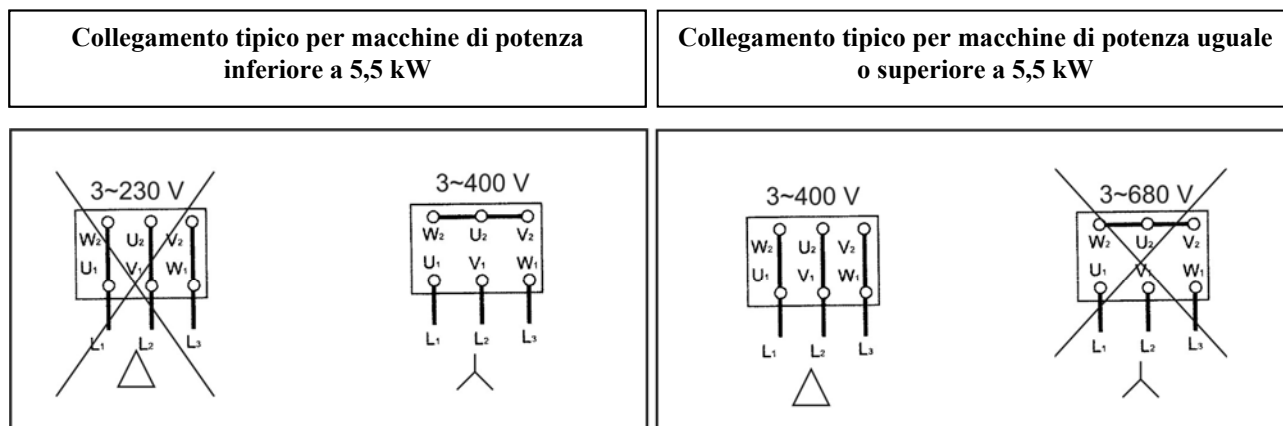 Collegamento tipico per macchine di potenza
inferiore a 5,5 kW
Collegamento tipico per macchine di potenza uguale
o superiore a 5,5 kW
3~230 V
W₂ U₂ V₂
U₁ V₁ W₁
L₁ L₂ L₃
3~400 V
W₂ U₂ V₂
U₁ V₁ W₁
L₁ L₂ L₃
3~400 V
W₂ U₂ V₂
U₁ V₁ W₁
L₁ L₂ L₃
3~680 V
W₂ U₂ V₂
U₁ V₁ W₁
L₁ L₂ L₃